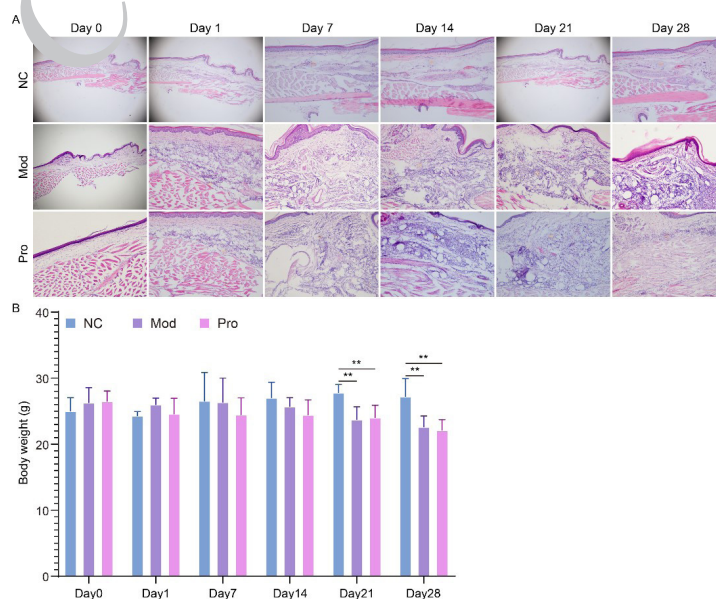 A
Day 0 Day 1 Day 7 Day 14 Day 21 Day 28
NC
Mod
Pro
B
NC Mod Pro
Body weight (g)
40
30
20
10
0
** **
** **
Day0 Day1 Day7 Day14 Day21 Day28